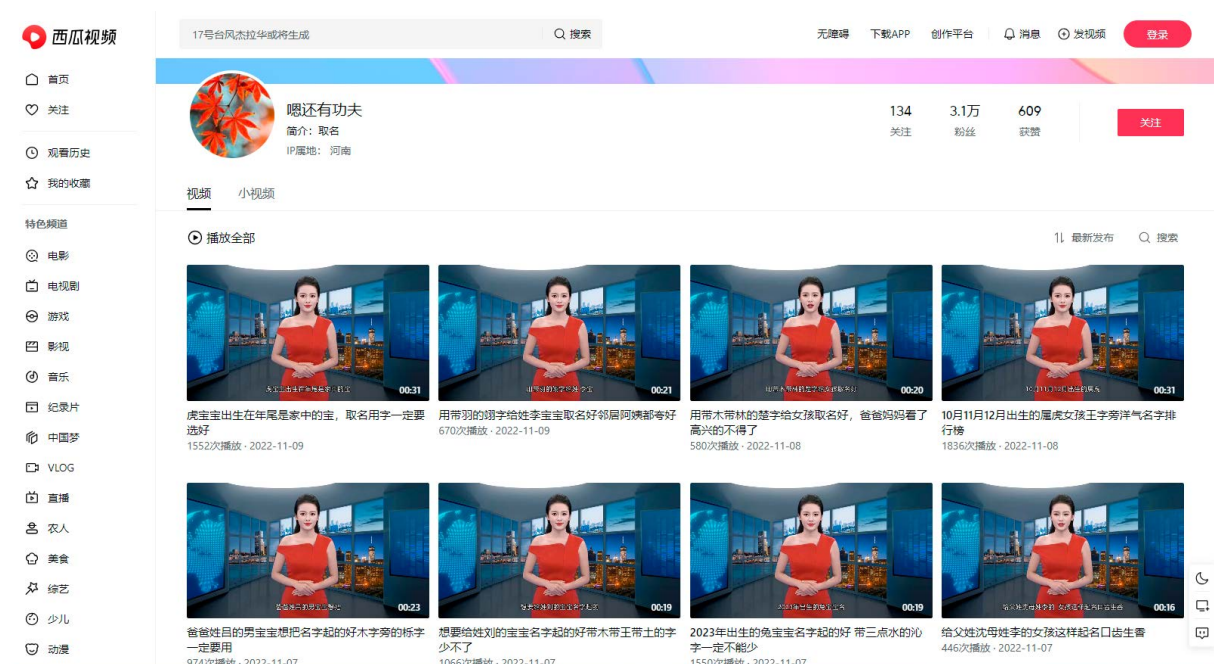 西瓜视频
17号台风杰拉华或将生成
搜索
无障碍
下载APP
创作平台
消息
发视频
登录
首页
关注
观看历史
我的收藏
特色频道
电影
电视剧
游戏
影视
音乐
纪录片
中国梦
VLOG
直播
农人
美食
综艺
少儿
动漫
嗯还有功夫
简介：取名
IP属地： 河南
134
关注
3.1万
粉丝
609
获赞
关注
视频
小视频
播放全部
最新发布
搜索
00:31
虎宝宝出生在年尾是家中的宝，取名用字一定要
选好
1552次播放 · 2022-11-09
00:21
用带羽的翊字给姓李宝宝取名好邻居阿姨都夸好
670次播放 · 2022-11-09
00:20
用带木带林的楚字给女孩取名好，爸爸妈妈看了
高兴的不得了
580次播放 · 2022-11-08
00:31
10月11月12月出生的属虎女孩王字旁洋气名字排
行榜
1836次播放 · 2022-11-08
00:23
爸爸姓吕的男宝宝想把名字起的好木字旁的栎字
一定要用
974次播放 · 2022-11-07
00:19
想要给姓刘的宝宝名字起的好带木带王带土的字
少不了
1066次播放 · 2022-11-07
00:19
2023年出生的兔宝宝名字起的好 带三点水的沁
字一定不能少
1550次播放 · 2022-11-07
00:16
给父姓沈母姓李的女孩这样起名口齿生香
446次播放 · 2022-11-07